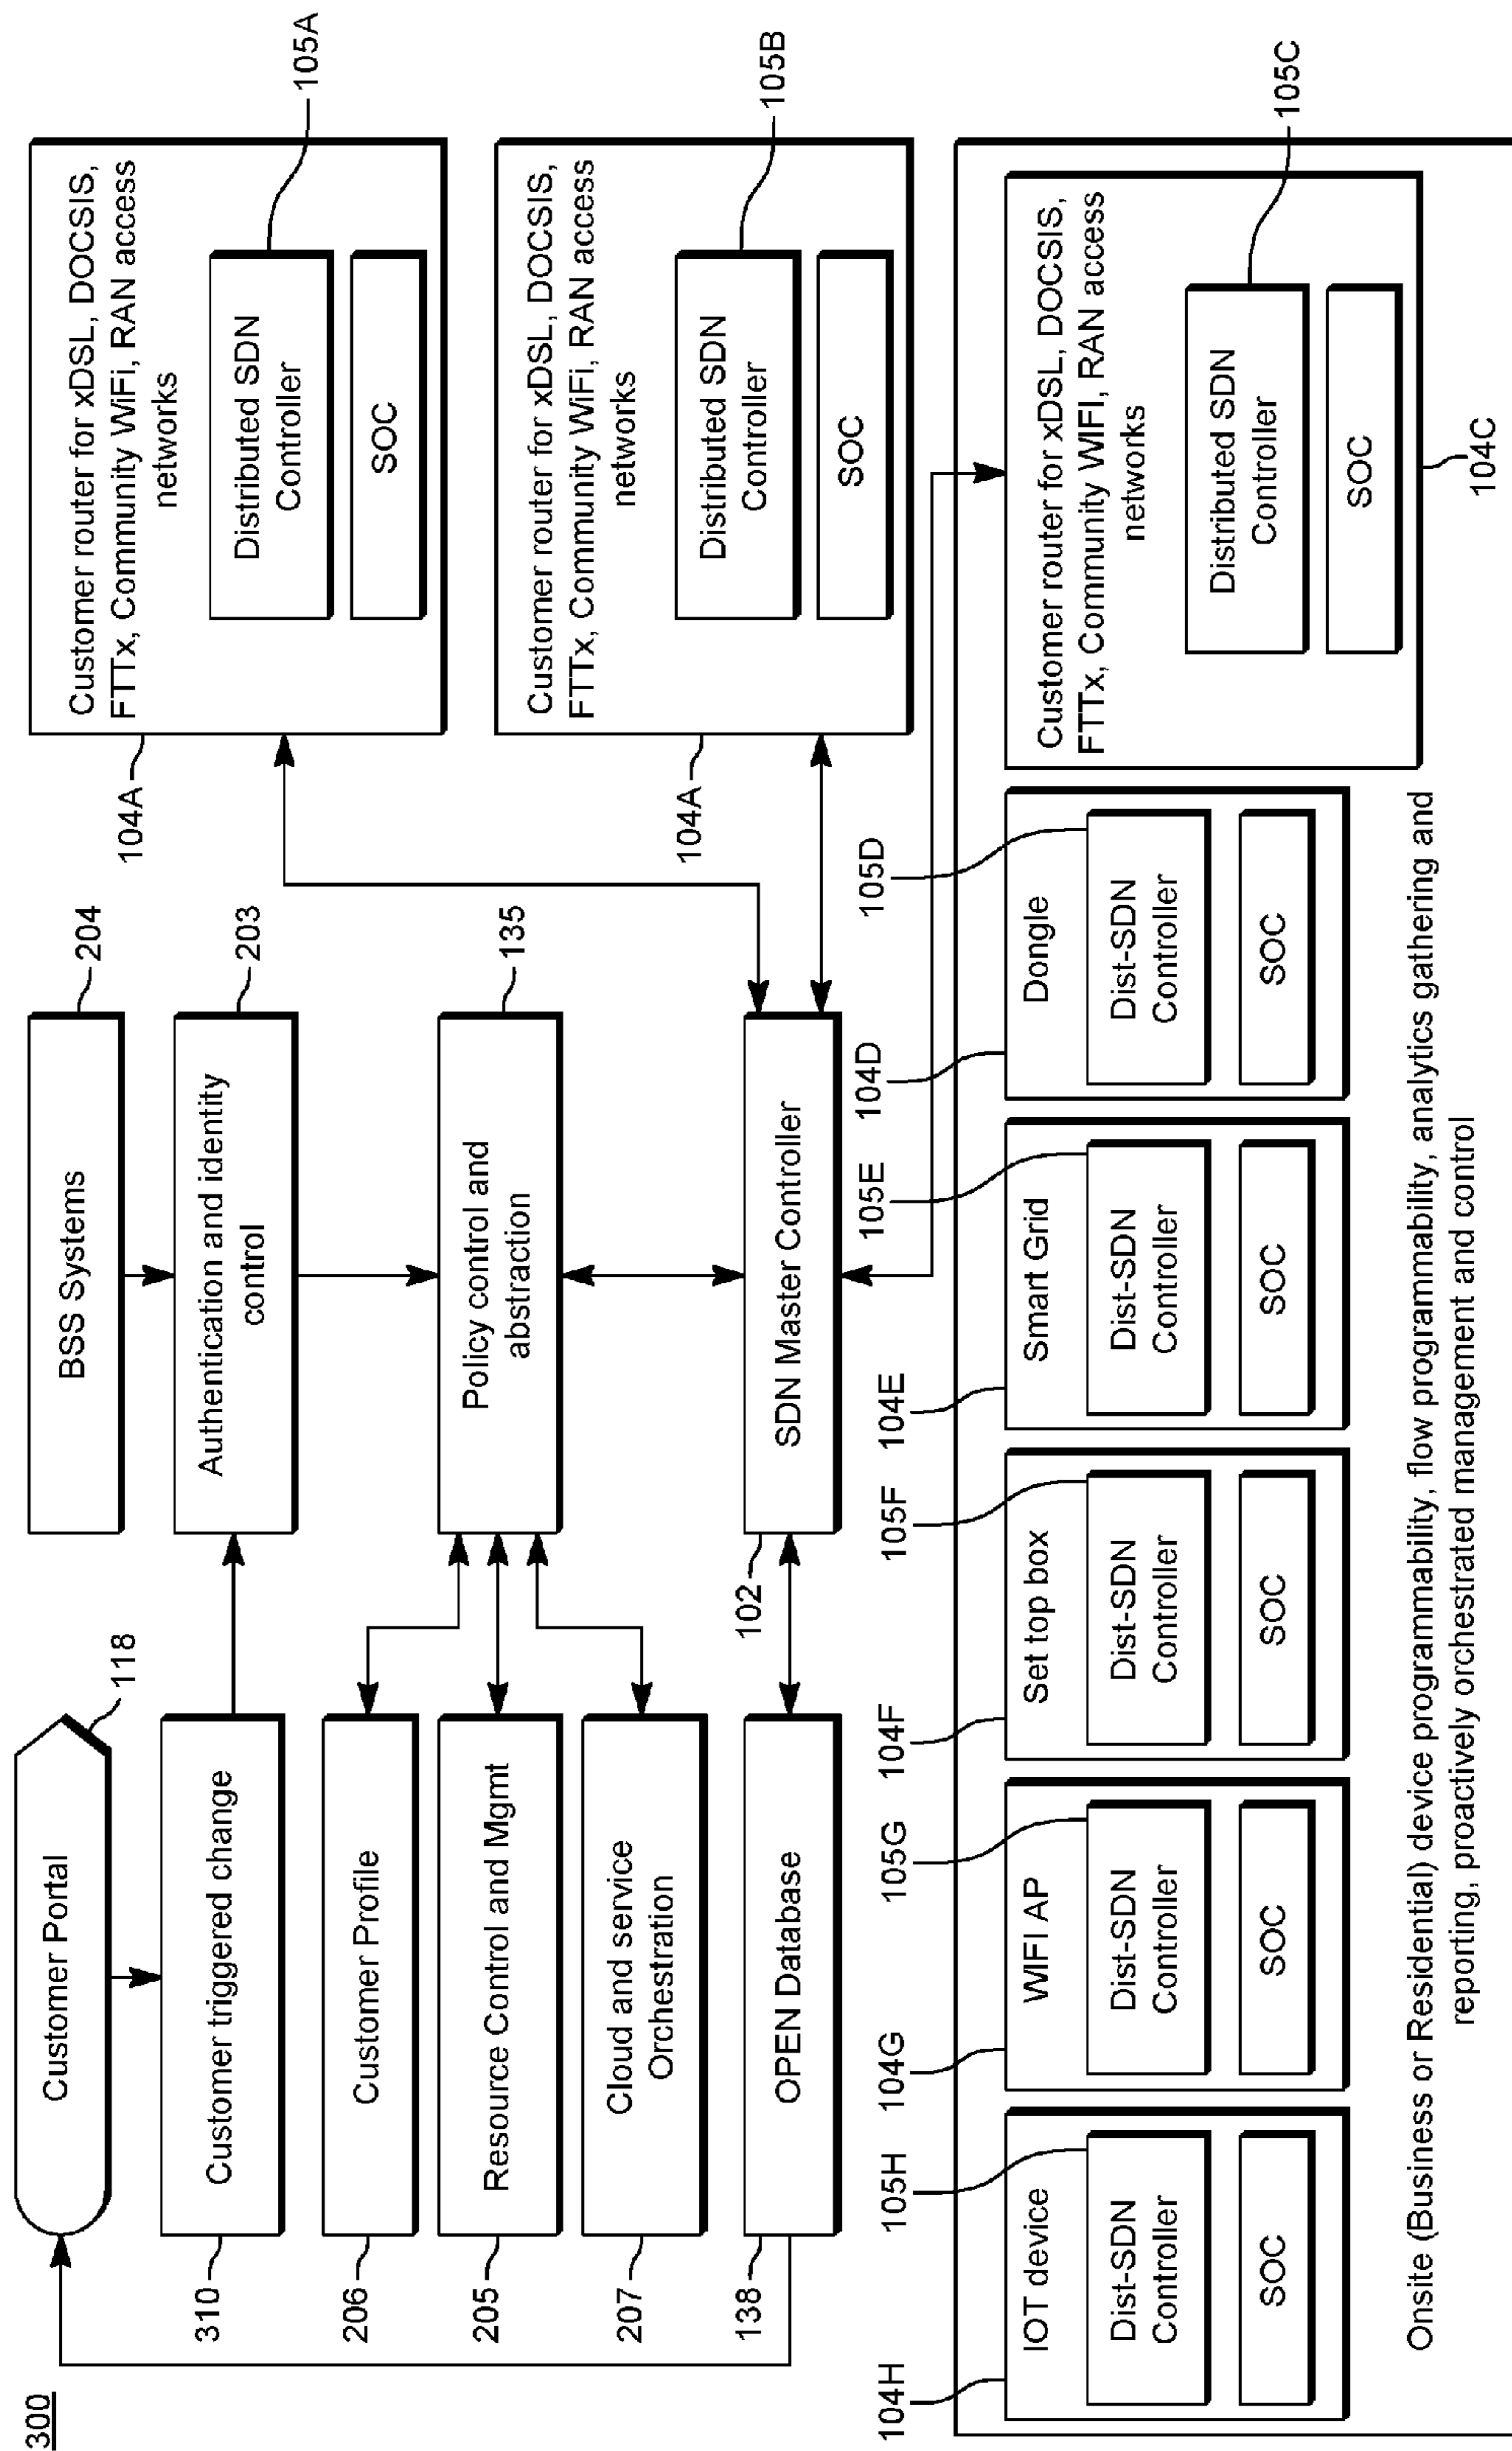 300
Customer Portal
118
BSS Systems
204
Customer triggered change
310
Authentication and identity
control
203
Customer Profile
206
Resource Control and Mgmt
205
Cloud and service
Orchestration
207
Policy control and
abstraction
135
OPEN Database
138
SDN Master Controller
102
Customer router for xDSL, DOCSIS,
FTTx, Community WiFi, RAN access
networks
Distributed SDN
Controller
SOC
104A
105A
Customer router for xDSL, DOCSIS,
FTTx, Community WiFi, RAN access
networks
Distributed SDN
Controller
SOC
104A
105B
104H
105H
IOT device
Dist-SDN
Controller
SOC
104G
105G
WIFI AP
Dist-SDN
Controller
SOC
104F
105F
Set top box
Dist-SDN
Controller
SOC
104E
105E
Smart Grid
Dist-SDN
Controller
SOC
104D
105D
Dongle
Dist-SDN
Controller
SOC
Customer router for xDSL, DOCSIS,
FTTx, Community WIFI, RAN access
networks
Distributed SDN
Controller
SOC
105C
104C
Onsite (Business or Residential) device programmability, flow programmability, analytics gathering and
reporting, proactively orchestrated management and control